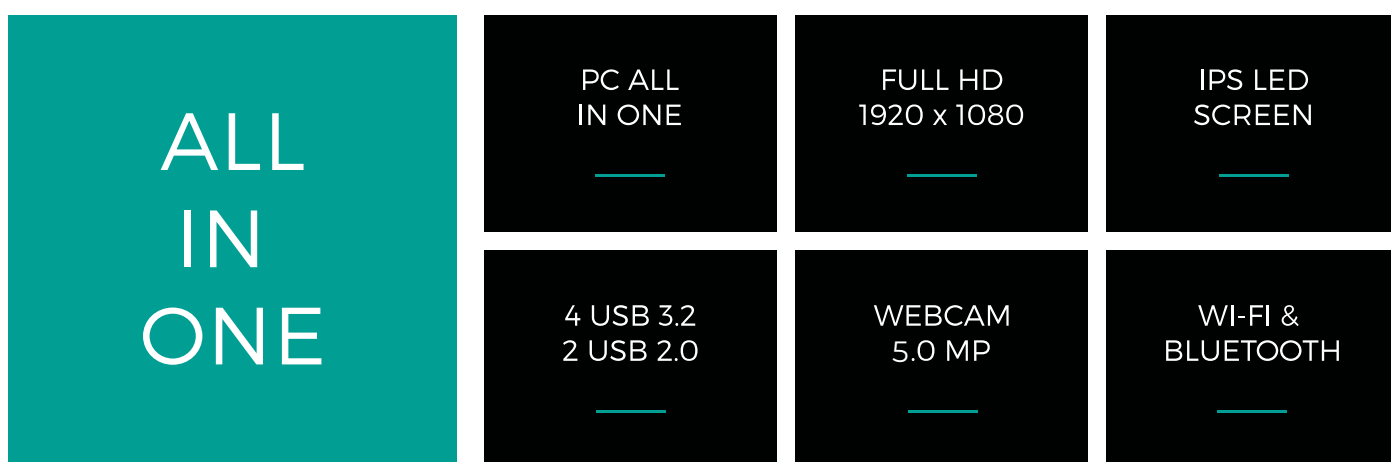 ALL
IN
ONE
PC ALL
IN ONE
FULL HD
1920 x 1080
IPS LED
SCREEN
4 USB 3.2
2 USB 2.0
WEBCAM
5.0 MP
WI-FI &
BLUETOOTH